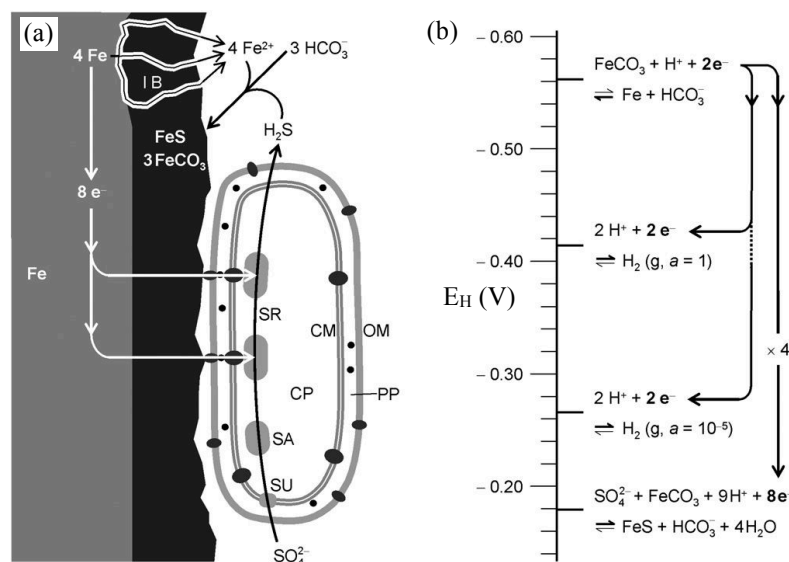 (a)
4 Fe
I B
4 Fe²⁺ 3 HCO₃⁻
H₂S
FeS
3 FeCO₃
8 e⁻
Fe
SR
CM
OM
CP
PP
SA
SU
SO₄²⁻
(b)
E_H (V)
– 0.60
– 0.50
– 0.40
– 0.30
– 0.20
FeCO₃ + H⁺ + 2e⁻
⇌ Fe + HCO₃⁻
2 H⁺ + 2 e⁻
⇌ H₂ (g, a = 1)
× 4
2 H⁺ + 2 e⁻
⇌ H₂ (g, a = 10⁻⁵)
SO₄²⁻ + FeCO₃ + 9H⁺ + 8e⁻
⇌ FeS + HCO₃⁻ + 4H₂O